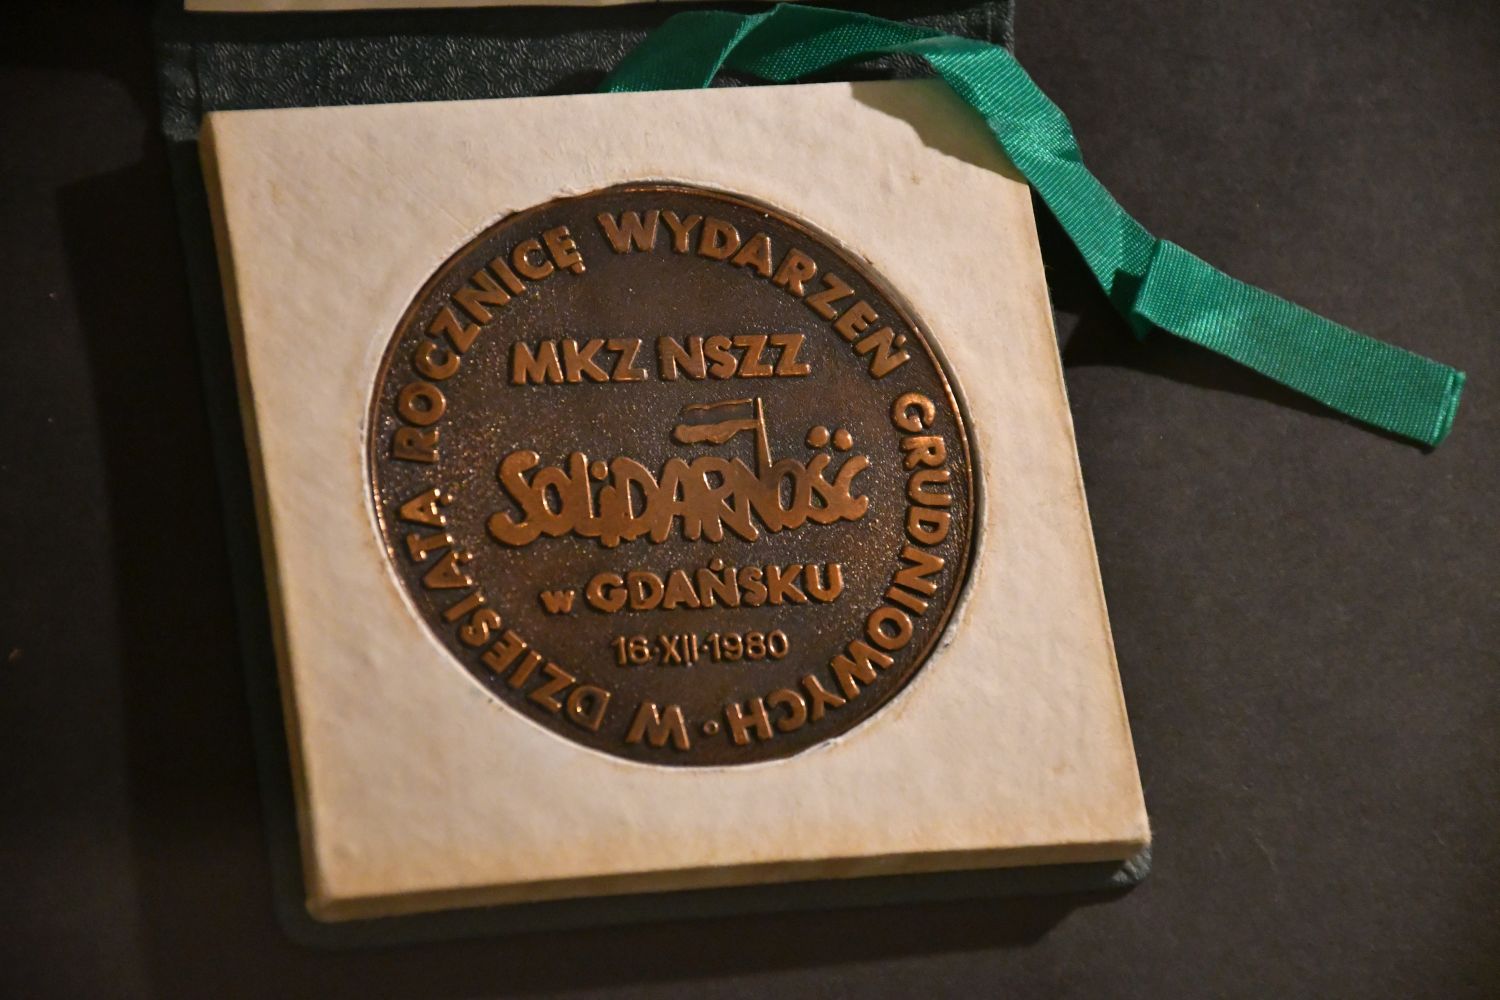 W DZIESIĄTĄ ROCZNICĘ WYDARZEŃ GRUDNIOWYCH •
MKZ NSZZ
SOLiDARNOŚĆ
w GDAŃSKU
16·XII·1980